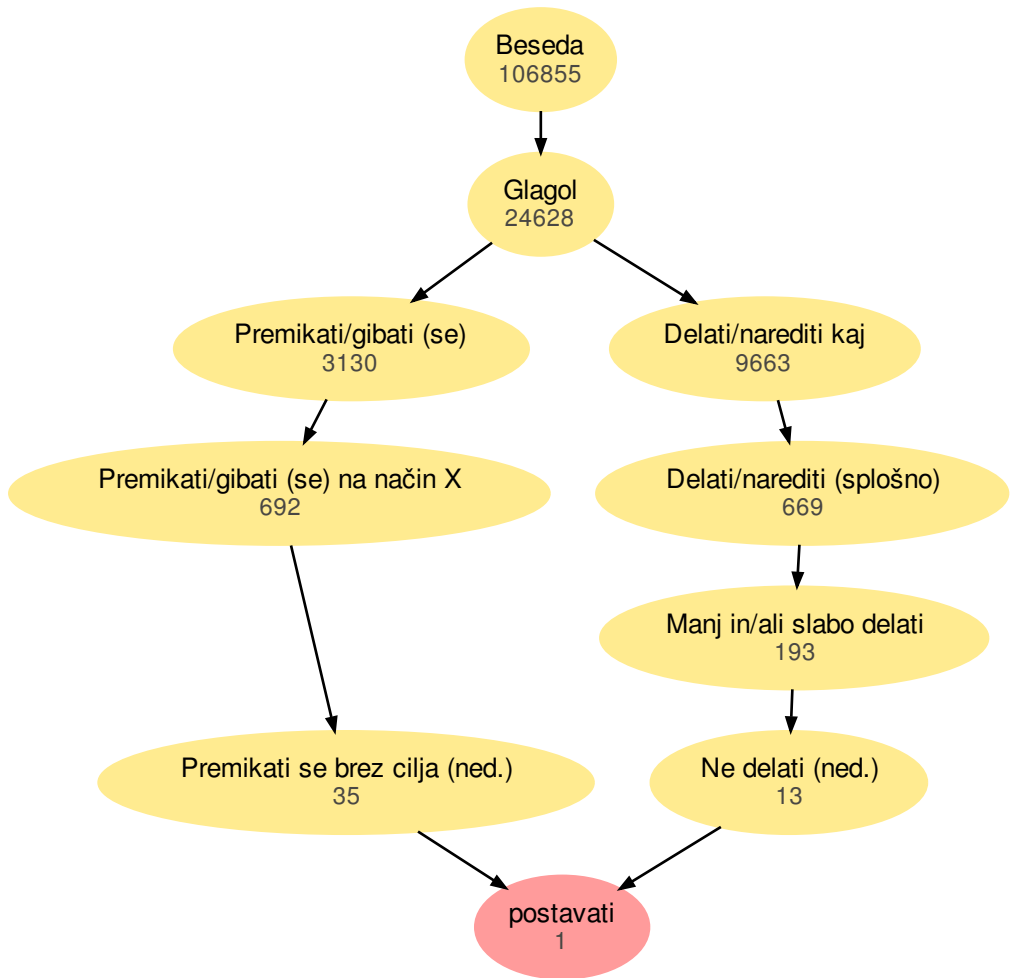 Beseda
106855
Glagol
24628
Premikati/gibati (se)
3130
Delati/narediti kaj
9663
Premikati/gibati (se) na način X
692
Delati/narediti (splošno)
669
Manj in/ali slabo delati
193
Premikati se brez cilja (ned.)
35
Ne delati (ned.)
13
postavati
1